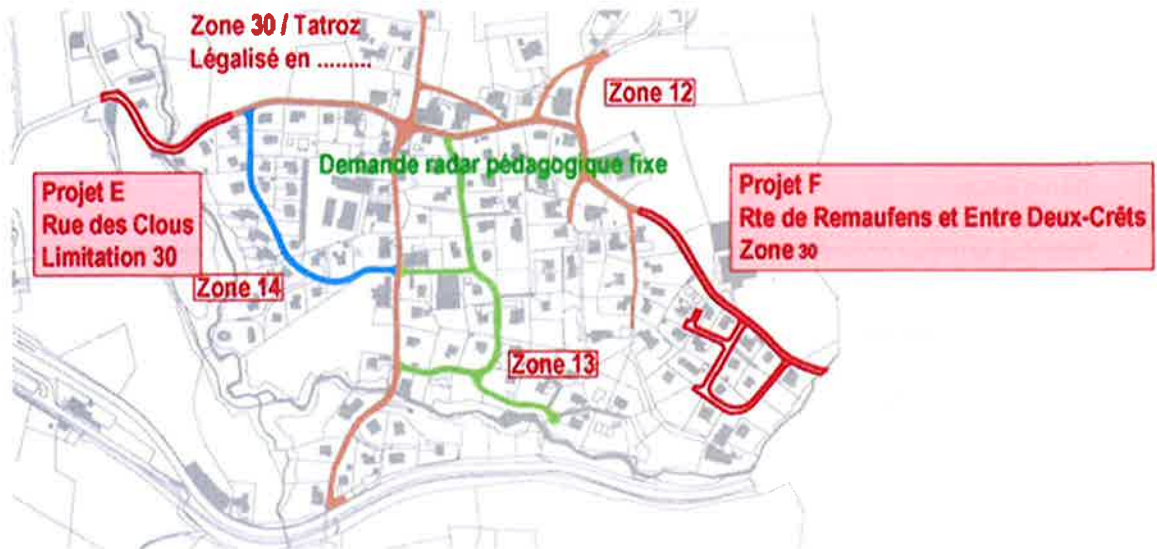 Zone 30 / Tatroz
Légalisé en .........
Zone 12
Demande radar pédagogique fixe
Projet E
Rue des Clous
Limitation 30
Projet F
Rte de Remaufens et Entre Deux-Crêts
Zone 30
Zone 14
Zone 13